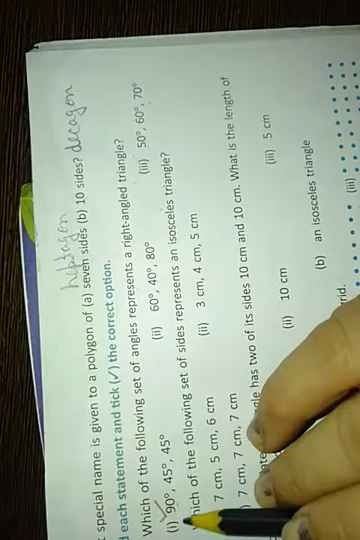 heptagon
special name is given to a polygon of (a) seven sides (b) 10 sides? decagon
each statement and tick (✓) the correct option.
Which of the following set of angles represents a right-angled triangle?
(i) 90°, 45°, 45° (ii) 60°, 40°, 80° (iii) 50°, 60°, 70°
hich of the following set of sides represents an isosceles triangle?
7 cm, 5 cm, 6 cm (ii) 3 cm, 4 cm, 5 cm
) 7 cm, 7 cm, 7 cm
has two of its sides 10 cm and 10 cm. What is the length of
(ii) 10 cm (iii) 5 cm
(b) an isosceles triangle
rid.
(iii)